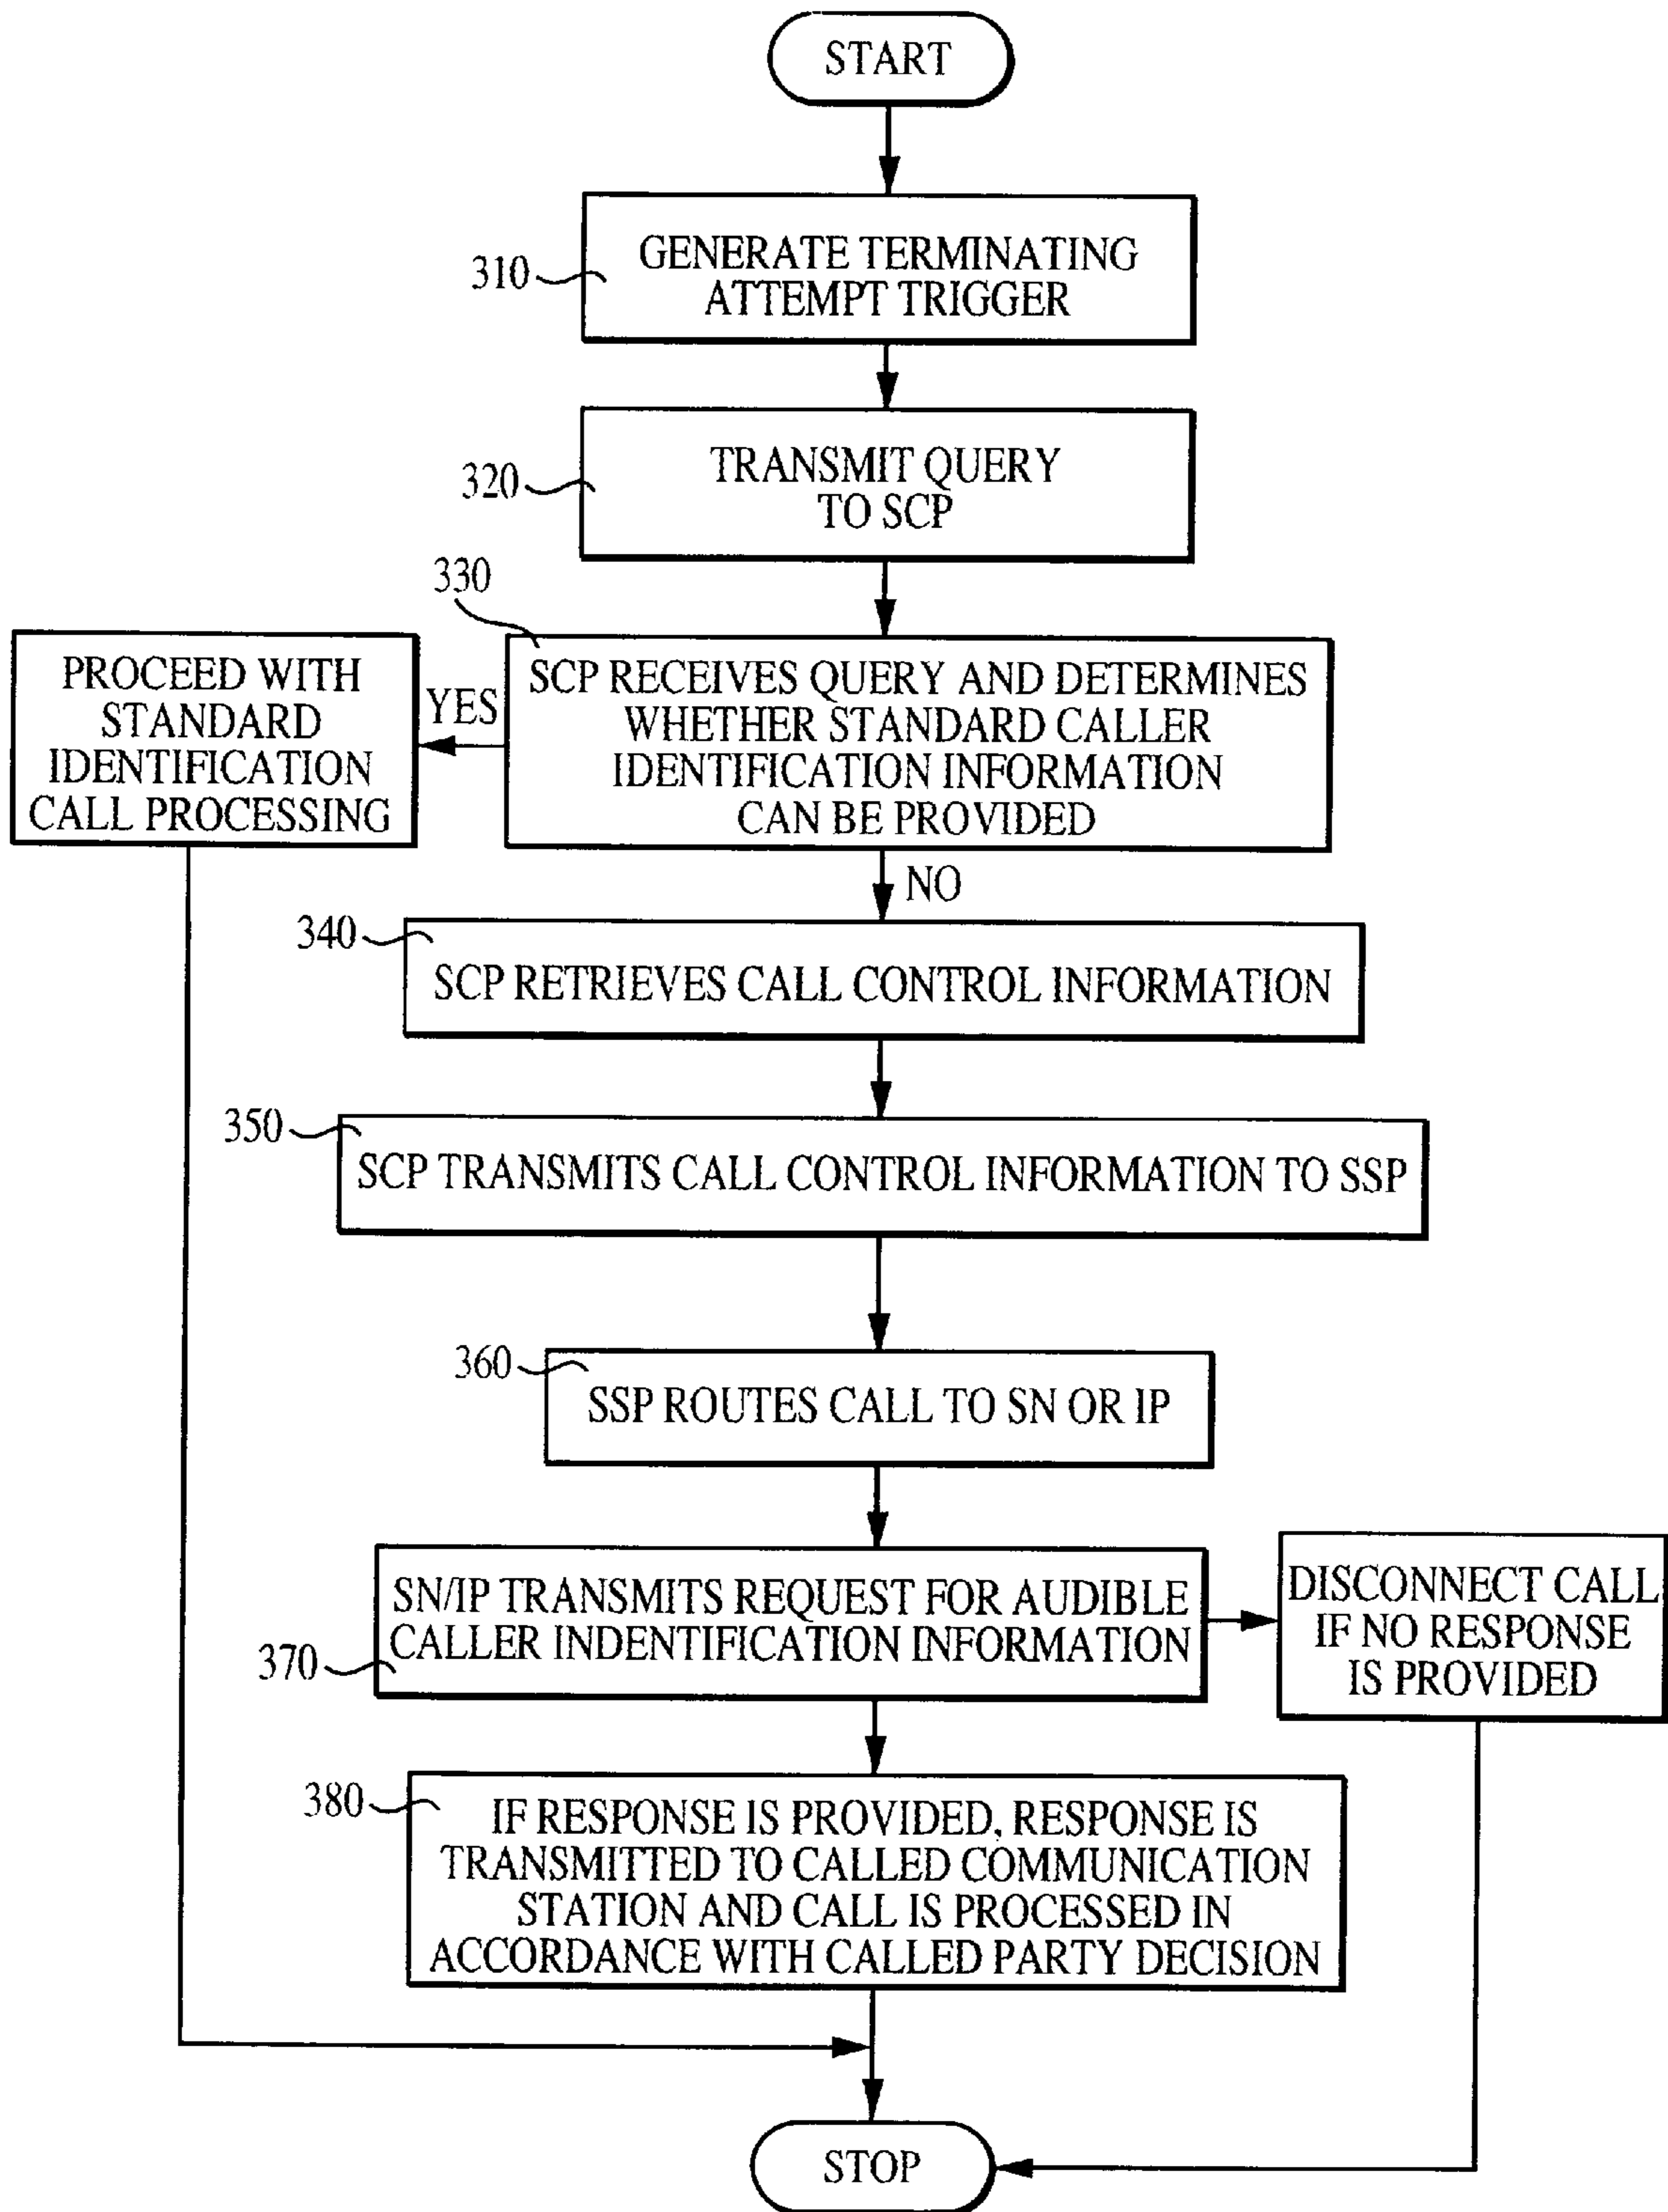 START
310
GENERATE TERMINATING
ATTEMPT TRIGGER
320
TRANSMIT QUERY
TO SCP
330
SCP RECEIVES QUERY AND DETERMINES
WHETHER STANDARD CALLER
IDENTIFICATION INFORMATION
CAN BE PROVIDED
YES
PROCEED WITH
STANDARD
IDENTIFICATION
CALL PROCESSING
NO
340
SCP RETRIEVES CALL CONTROL INFORMATION
350
SCP TRANSMITS CALL CONTROL INFORMATION TO SSP
360
SSP ROUTES CALL TO SN OR IP
370
SN/IP TRANSMITS REQUEST FOR AUDIBLE
CALLER INDENTIFICATION INFORMATION
DISCONNECT CALL
IF NO RESPONSE
IS PROVIDED
380
IF RESPONSE IS PROVIDED, RESPONSE IS
TRANSMITTED TO CALLED COMMUNICATION
STATION AND CALL IS PROCESSED IN
ACCORDANCE WITH CALLED PARTY DECISION
STOP